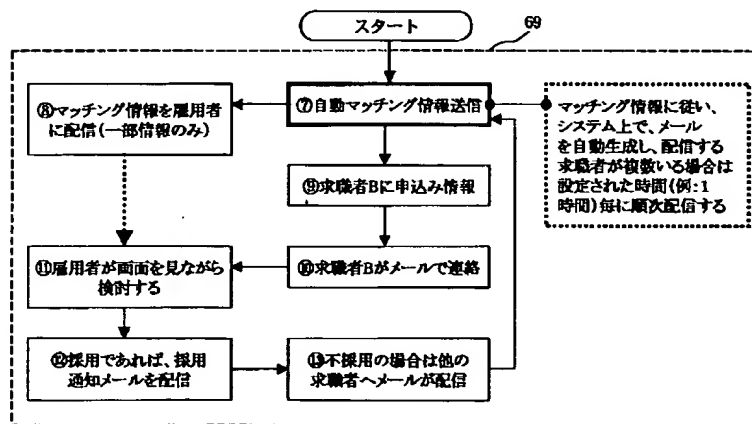 スタート
69
⑧マッチング情報を雇用者
に配信(一部情報のみ)
⑦自動マッチング情報送信
マッチング情報に従い、
システム上で、メール
を自動生成し、配信する
求職者が複数いる場合は
設定された時間(例:1
時間)毎に順次配信する
⑨求職者Bに申込み情報
⑪雇用者が画面を見ながら
検討する
⑩求職者Bがメールで連絡
⑫採用であれば、採用
通知メールを配信
⑬不採用の場合は他の
求職者へメールが配信